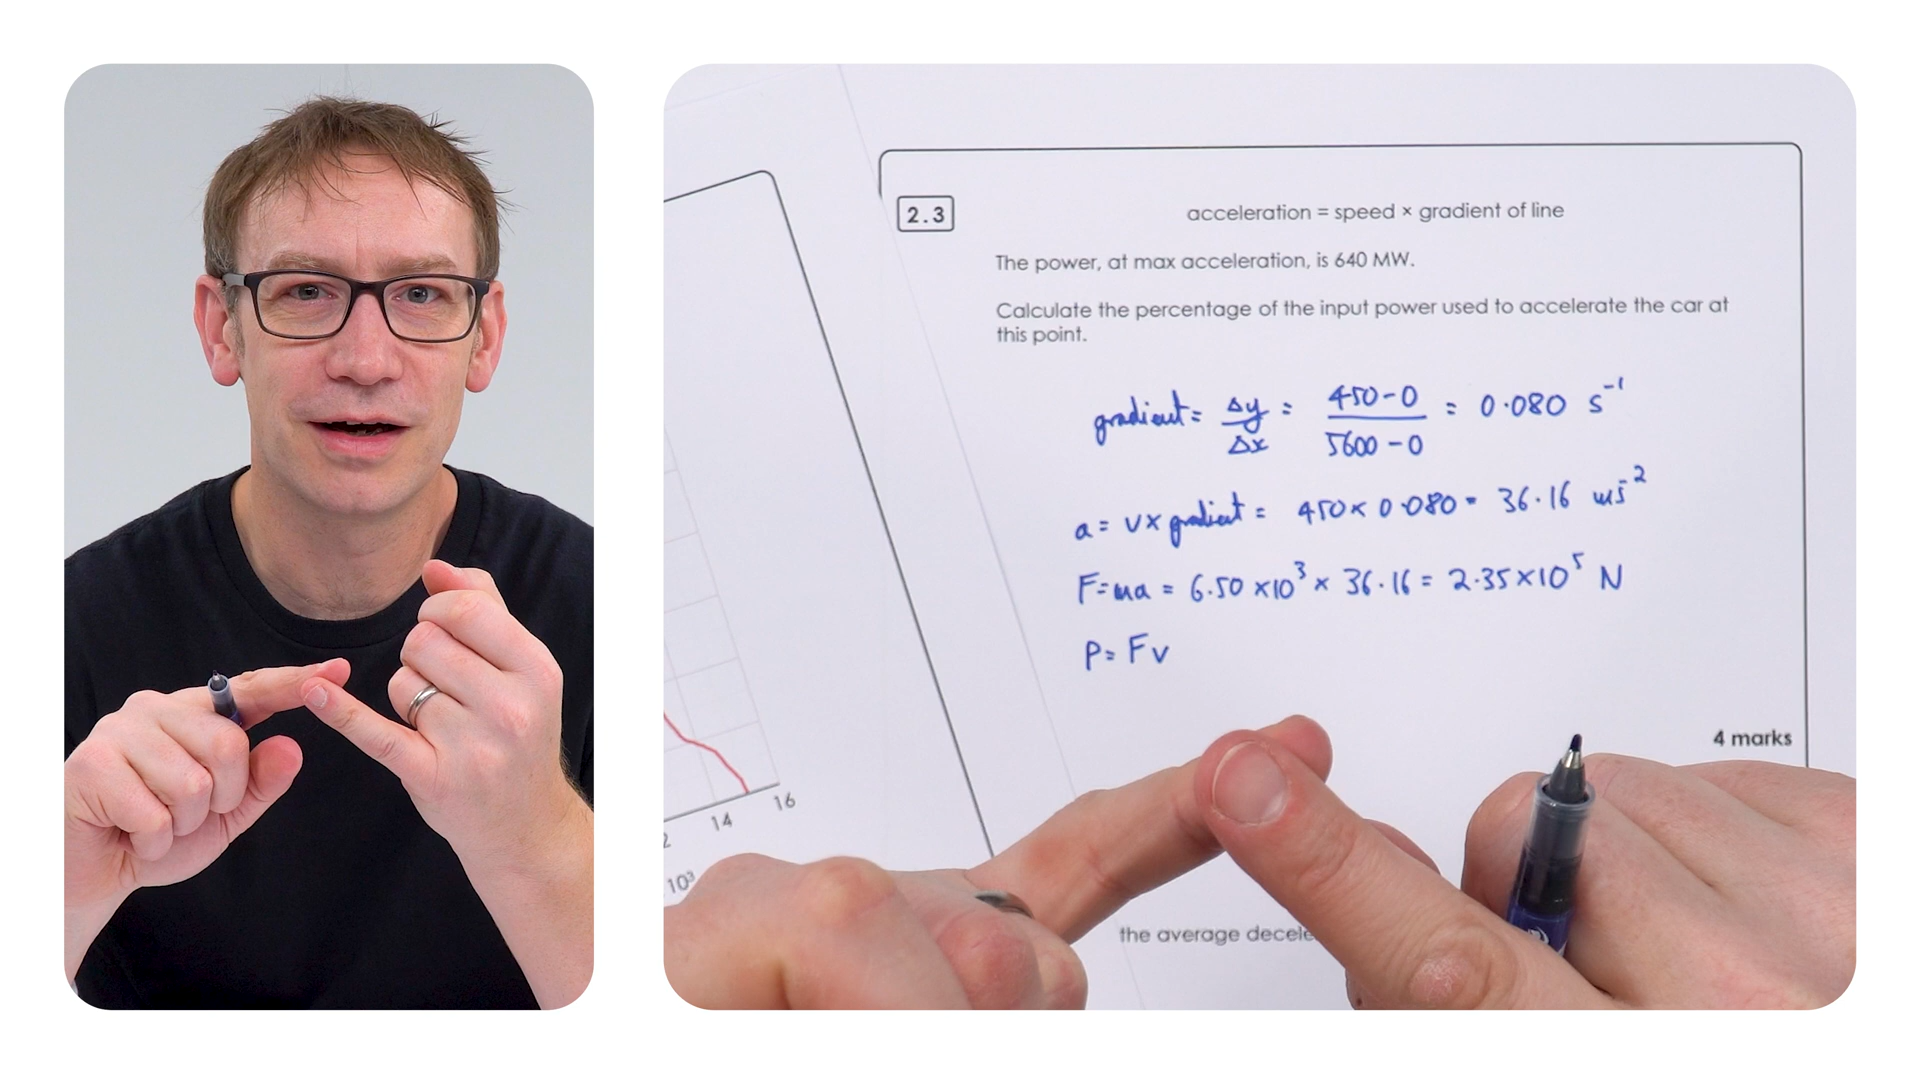 2.3
acceleration = speed × gradient of line
The power, at max acceleration, is 640 MW.
Calculate the percentage of the input power used to accelerate the car at
this point.
gradient = Δy/Δx = (450 - 0)/(5600 - 0) = 0.080 s⁻¹
a = v × gradient = 450 × 0.080 = 36.16 ms⁻²
F = ma = 6.50 × 10³ × 36.16 = 2.35 × 10⁵ N
P = Fv
4 marks
14 16
10³
the average decele